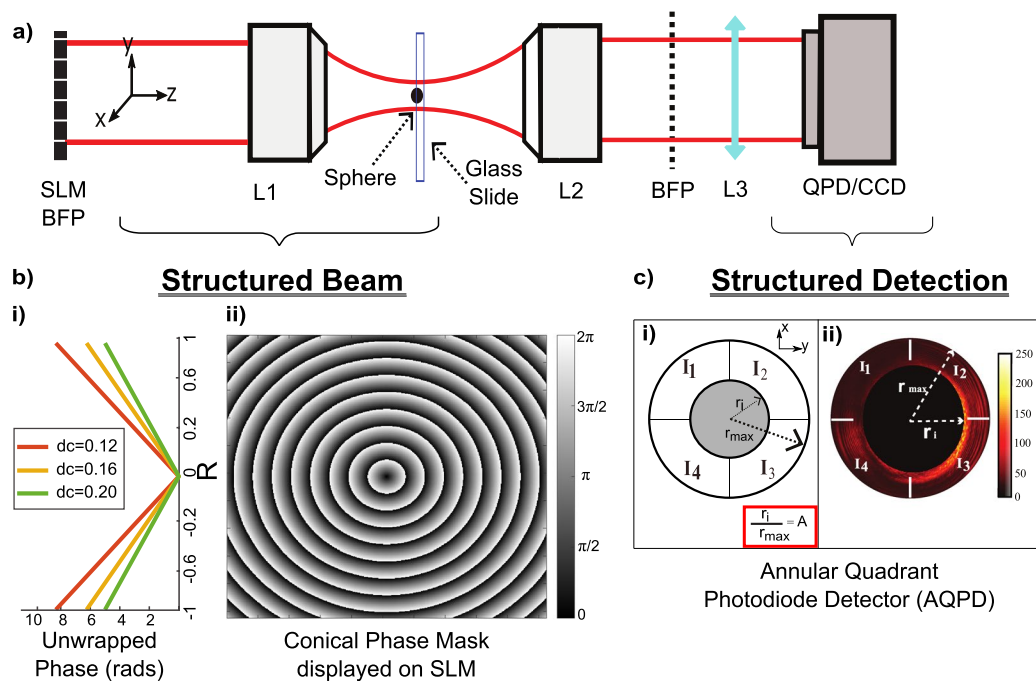 a)
y
z
x
SLM
BFP
L1
Sphere
Glass
Slide
L2
BFP
L3
QPD/CCD
b)
Structured Beam
i)
1
0.6
0.2
0
-0.2
-0.6
-1
R
dc=0.12
dc=0.16
dc=0.20
10 8 6 4 2
Unwrapped
Phase (rads)
ii)
2π
3π/2
π
π/2
0
Conical Phase Mask
displayed on SLM
c)
Structured Detection
i)
x
y
I1 I2
ri
rmax
I4 I3
ri
rmax
= A
ii)
I1 I2
r max
r i
I4 I3
250
200
150
100
50
0
Annular Quadrant
Photodiode Detector (AQPD)